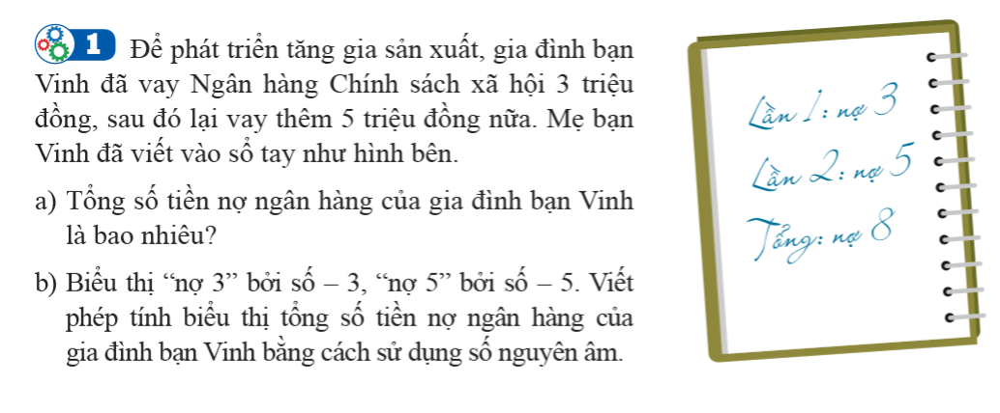 1 Để phát triển tăng gia sản xuất, gia đình bạn
Vinh đã vay Ngân hàng Chính sách xã hội 3 triệu
đồng, sau đó lại vay thêm 5 triệu đồng nữa. Mẹ bạn
Vinh đã viết vào sổ tay như hình bên.
a) Tổng số tiền nợ ngân hàng của gia đình bạn Vinh
là bao nhiêu?
b) Biểu thị “nợ 3” bởi số – 3, “nợ 5” bởi số – 5. Viết
phép tính biểu thị tổng số tiền nợ ngân hàng của
gia đình bạn Vinh bằng cách sử dụng số nguyên âm.
Lần 1: nợ 3
Lần 2: nợ 5
Tổng: nợ 8